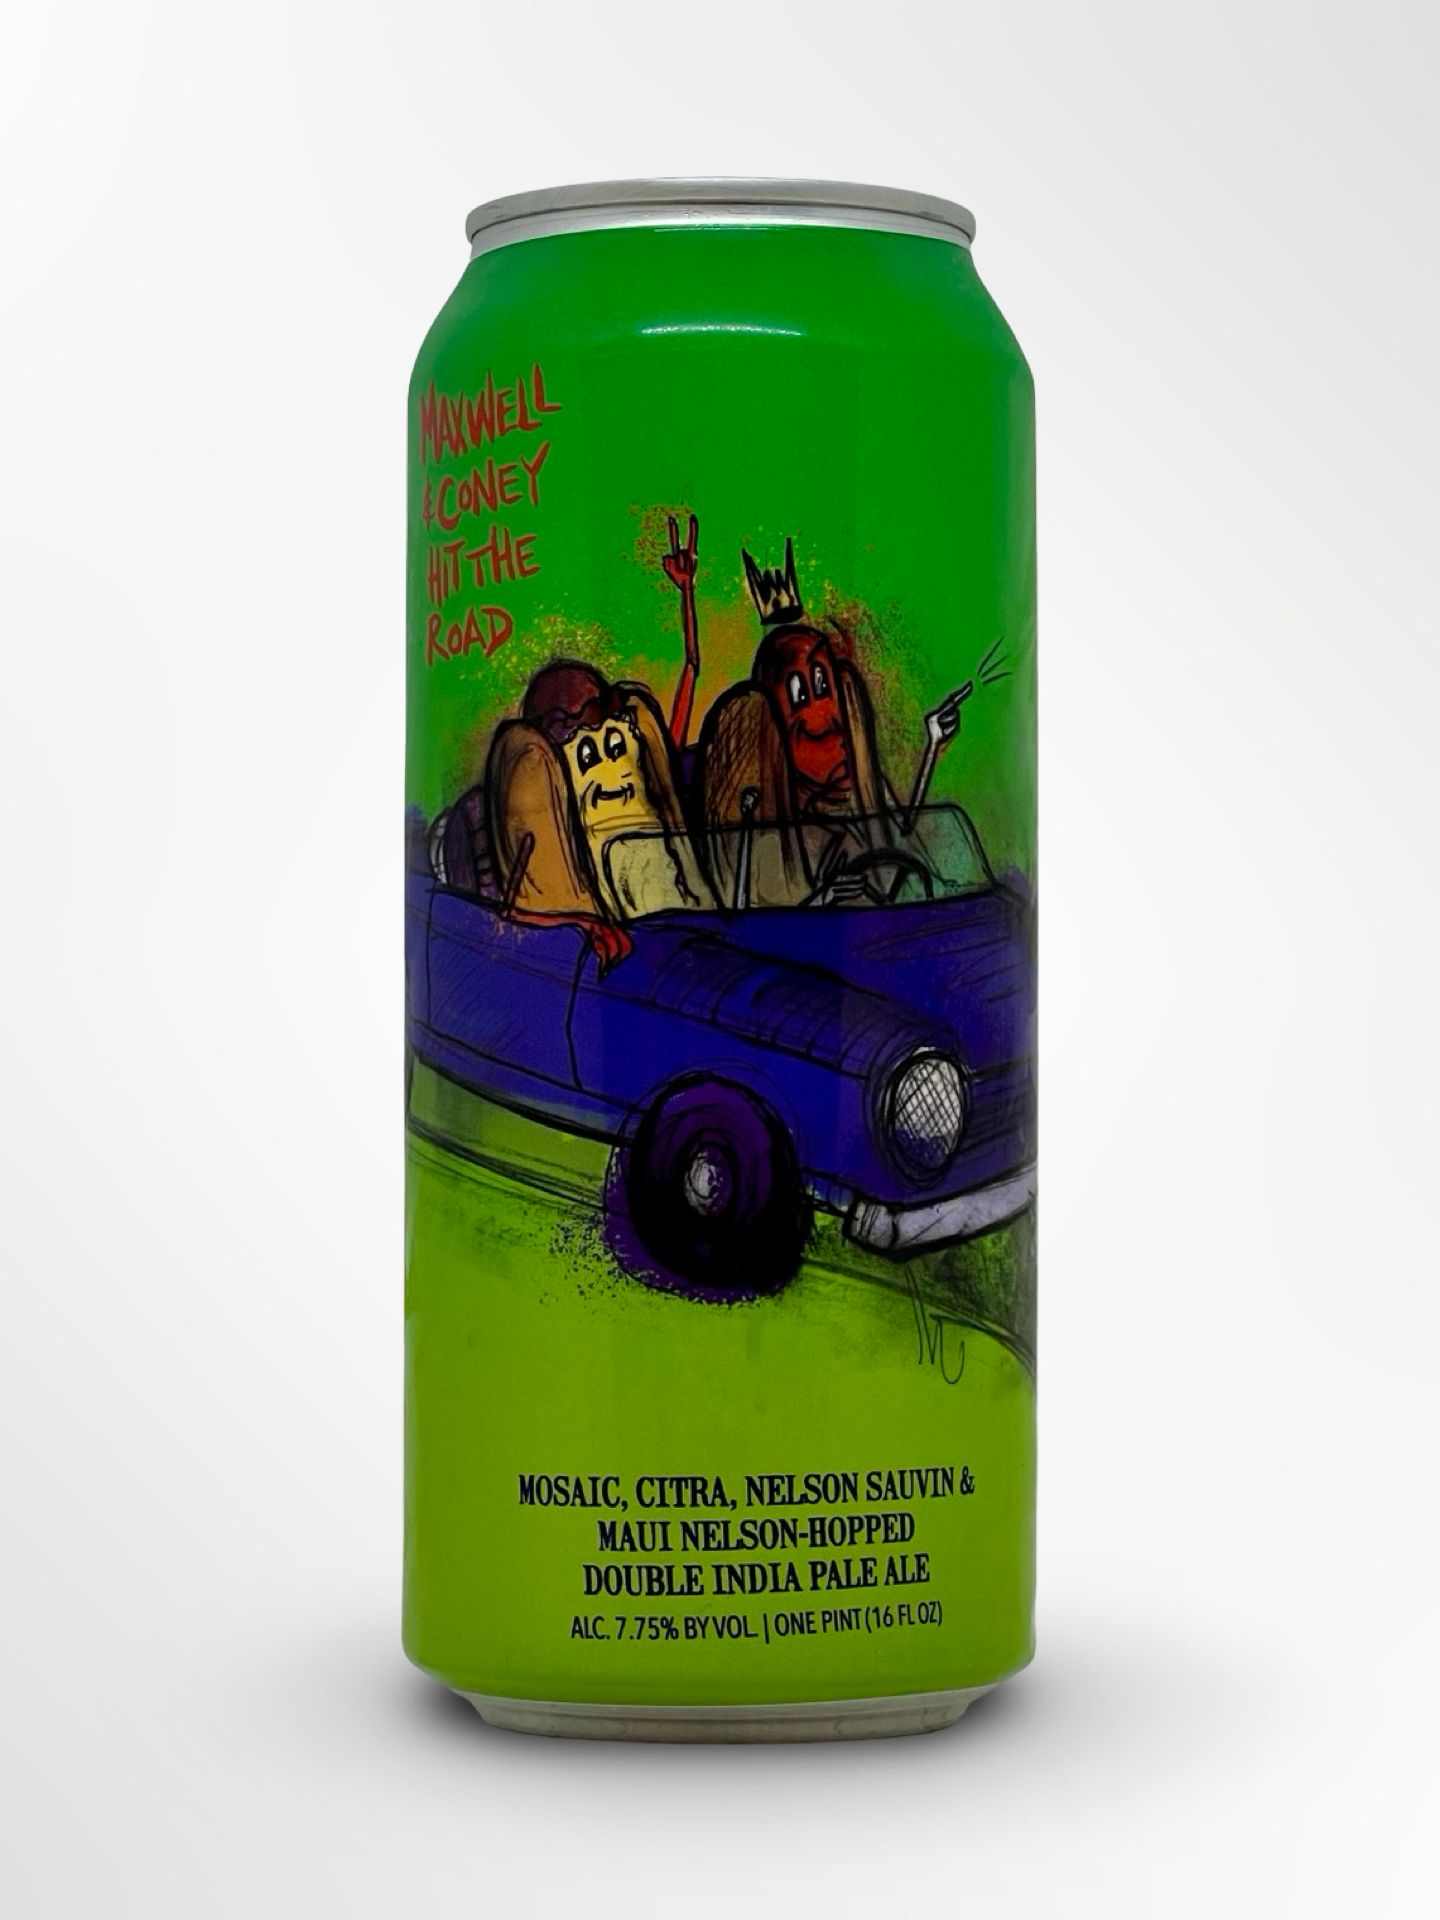 MAXWELL
& CONEY
HIT THE
ROAD
MOSAIC, CITRA, NELSON SAUVIN &
MAUI NELSON-HOPPED
DOUBLE INDIA PALE ALE
ALC. 7.75% BY VOL. | ONE PINT (16 FL OZ)